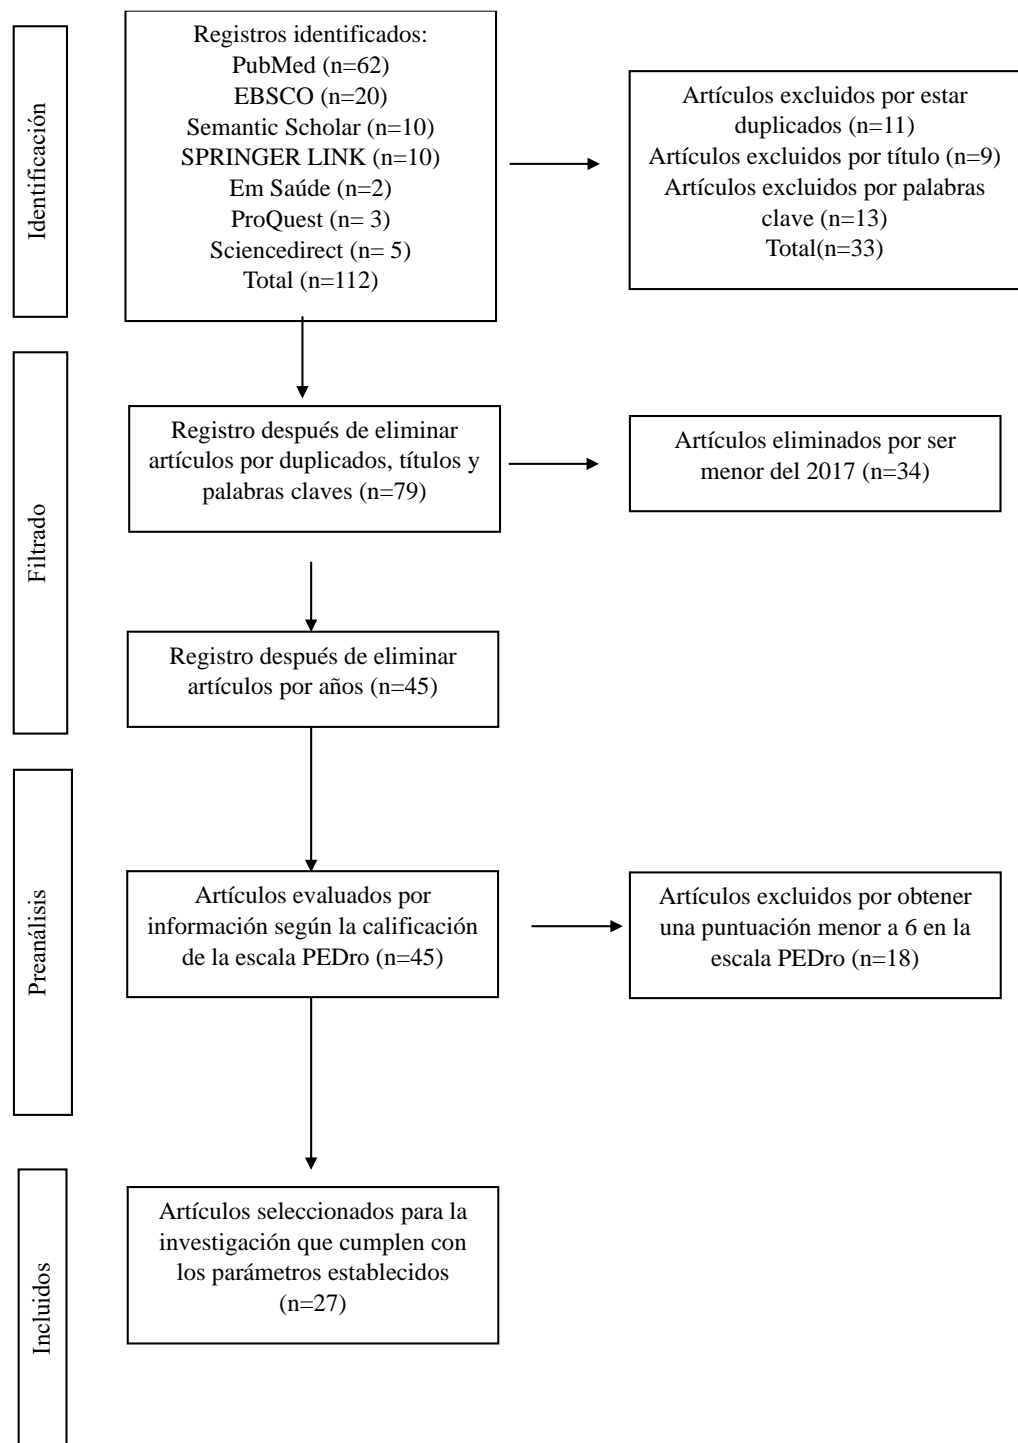 Identificación
Registros identificados:
PubMed (n=62)
EBSCO (n=20)
Semantic Scholar (n=10)
SPRINGER LINK (n=10)
Em Saúde (n=2)
ProQuest (n= 3)
Sciencedirect (n= 5)
Total (n=112)
Artículos excluidos por estar
duplicados (n=11)
Artículos excluidos por título (n=9)
Artículos excluidos por palabras
clave (n=13)
Total(n=33)
Filtrado
Registro después de eliminar
artículos por duplicados, títulos y
palabras claves (n=79)
Artículos eliminados por ser
menor del 2017 (n=34)
Registro después de eliminar
artículos por años (n=45)
Preanálisis
Artículos evaluados por
información según la calificación
de la escala PEDro (n=45)
Artículos excluidos por obtener
una puntuación menor a 6 en la
escala PEDro (n=18)
Incluidos
Artículos seleccionados para la
investigación que cumplen con
los parámetros establecidos
(n=27)